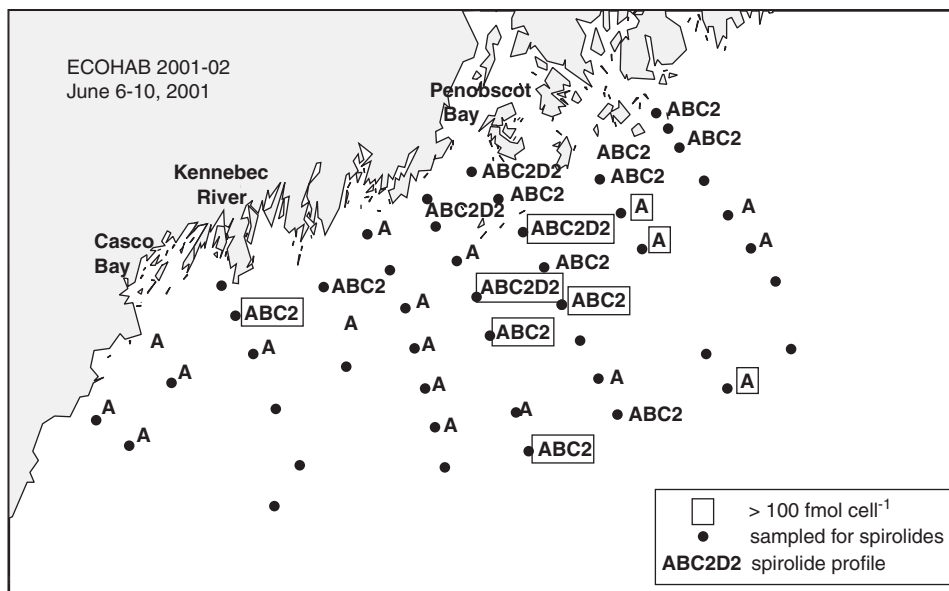 ECOHAB 2001-02
June 6-10, 2001
Penobscot
Bay
ABC2
ABC2
ABC2
ABC2D2
ABC2
Kennebec
River
ABC2
ABC2D2
A
A
A
ABC2D2
A
A
Casco
Bay
A
ABC2
ABC2
ABC2D2
ABC2
A
ABC2
A
ABC2
A
A
A
A
A
A
A
A
A
ABC2
A
A
A
ABC2
> 100 fmol cell-1
sampled for spirolides
ABC2D2 spirolide profile